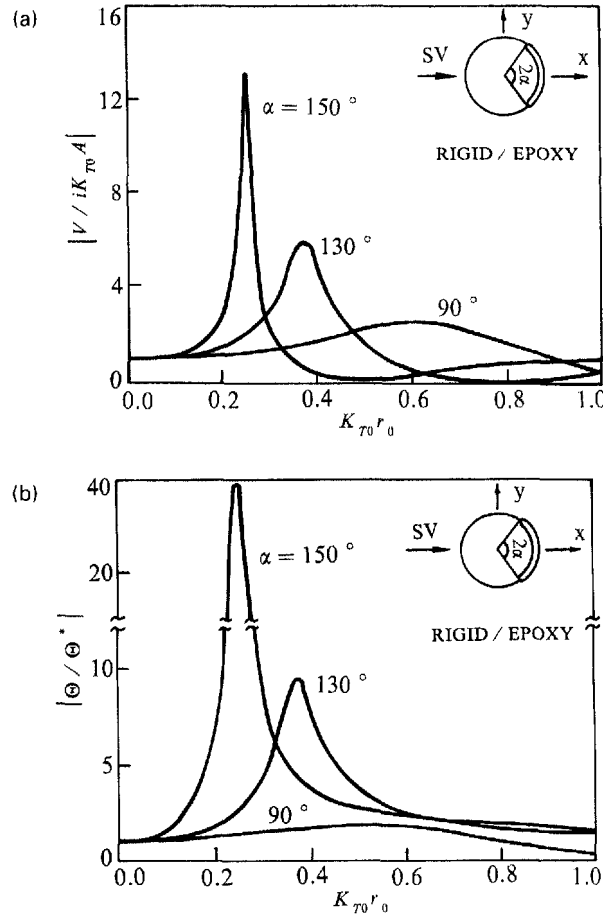 (a)
16
12
8
4
0
|V / iK_{T0} A|
α = 150 °
130 °
90 °
SV
y
x
2α
RIGID / EPOXY
0.0 0.2 0.4 0.6 0.8 1.0
K_{T0} r_0
(b)
40
20
10
5
0
|Θ / Θ*|
α = 150 °
130 °
90 °
SV
y
x
2α
RIGID / EPOXY
0.0 0.2 0.4 0.6 0.8 1.0
K_{T0} r_0